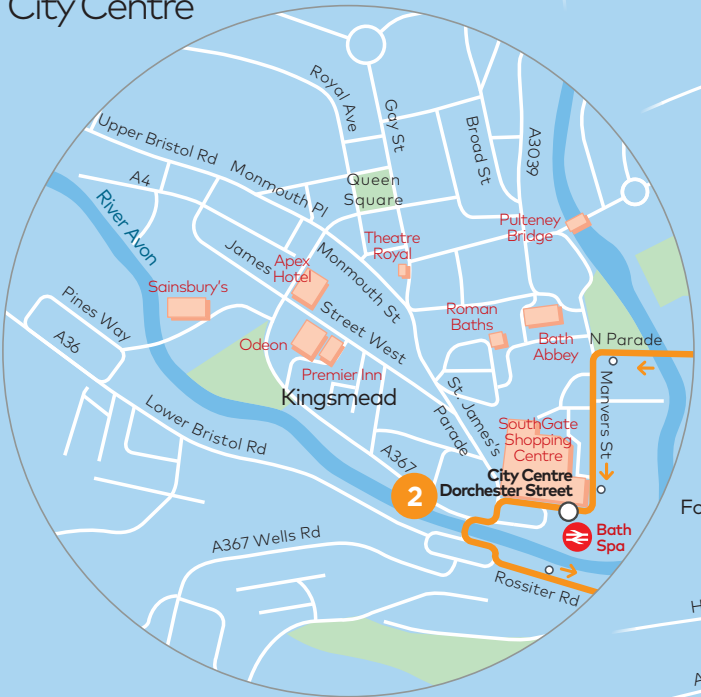 City Centre
Royal Ave
Gay St
Broad St
A3039
Upper Bristol Rd
Monmouth Pl
A4
Queen
Square
River Avon
Pulteney
Bridge
Theatre
Royal
James
Street West
Apex
Hotel
Monmouth St
Sainsbury's
Pines Way
A36
Roman
Baths
Bath
Abbey
N Parade
Odeon
Premier Inn
Kingsmead
Manvers St
St. James's
Parade
Lower Bristol Rd
SouthGate
Shopping
Centre
A367
City Centre
Dorchester Street
2
Bath
Spa
A367 Wells Rd
Rossiter Rd